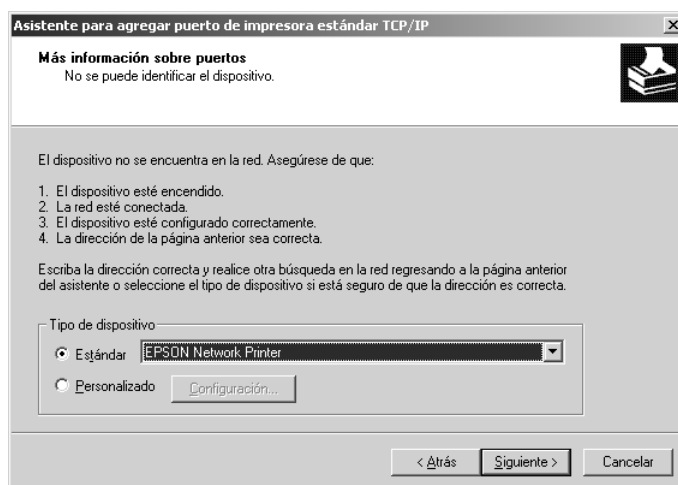 Asistente para agregar puerto de impresora estándar TCP/IP
Más información sobre puertos
No se puede identificar el dispositivo.
El dispositivo no se encuentra en la red. Asegúrese de que:
1. El dispositivo esté encendido.
2. La red esté conectada.
3. El dispositivo esté configurado correctamente.
4. La dirección de la página anterior sea correcta.
Escriba la dirección correcta y realice otra búsqueda en la red regresando a la página anterior
del asistente o seleccione el tipo de dispositivo si está seguro de que la dirección es correcta.
Tipo de dispositivo
Estándar EPSON Network Printer
Personalizado Configuración...
< Atrás Siguiente > Cancelar